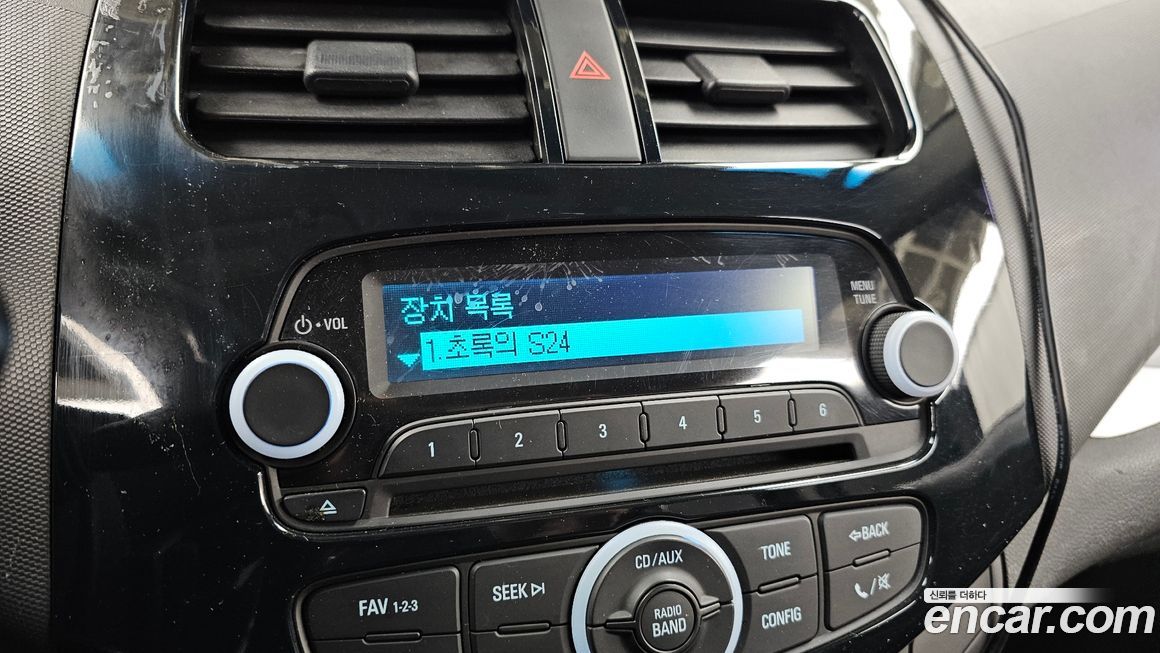 VOL
MENU
TUNE
장치 목록
1.초록의 S24
1
2
3
4
5
6
FAV 1-2-3
SEEK
CD/AUX
RADIO
BAND
TONE
CONFIG
BACK
신뢰를 더하다
encar.com